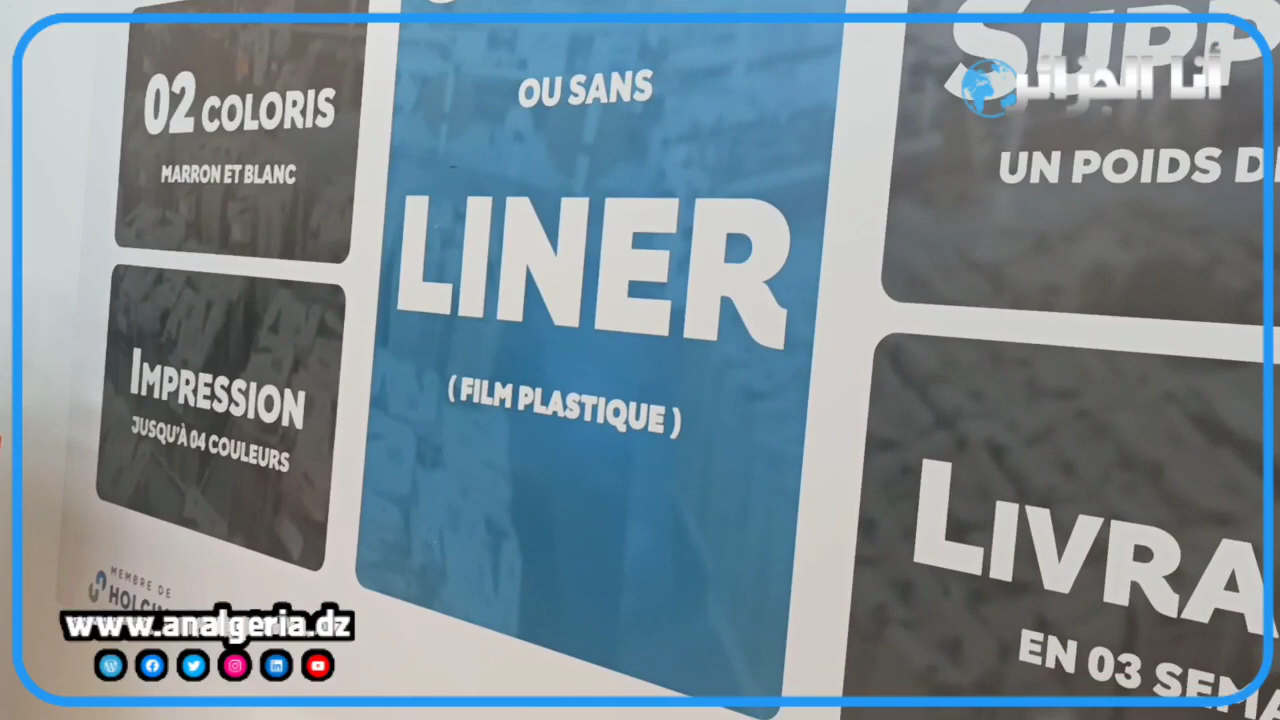 02 COLORIS
MARRON ET BLANC
IMPRESSION
JUSQU'À 04 COULEURS
MEMBRE DE
OU SANS
LINER
( FILM PLASTIQUE )
SUPP
UN POIDS
LIVRA
EN 03
أنا الجزائر
www.analgeria.dz